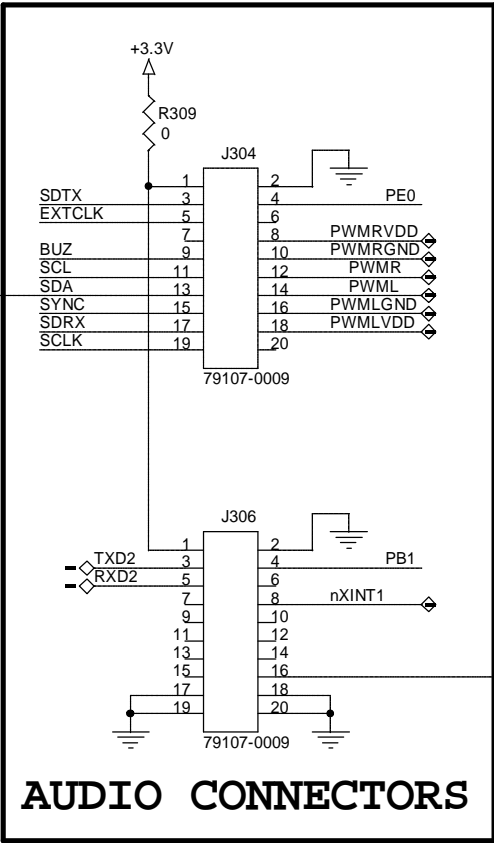 +3.3V
R309
0
J304
1 2
SDTX 3 4 PE0
EXTCLK 5 6
7 8 PWMRVDD
BUZ 9 10 PWMRGND
SCL 11 12 PWMR
SDA 13 14 PWML
SYNC 15 16 PWMLGND
SDRX 17 18 PWMLVDD
SCLK 19 20
79107-0009
J306
1 2
TXD2 3 4 PB1
RXD2 5 6
7 8 nXINT1
9 10
11 12
13 14
15 16
17 18
19 20
79107-0009
AUDIO CONNECTORS